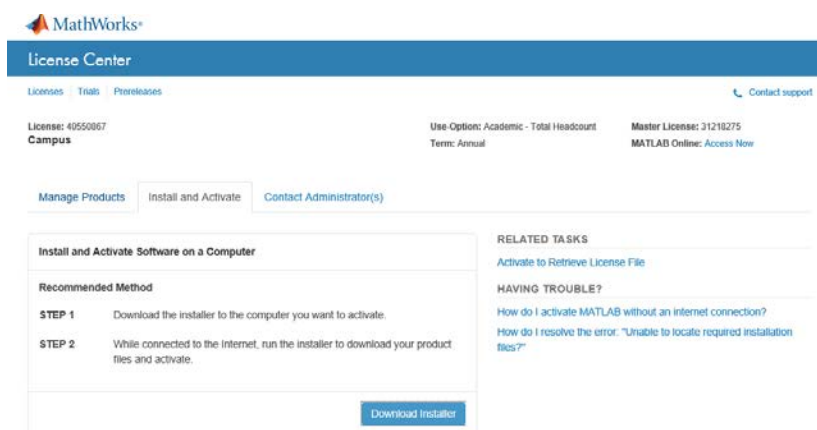 MathWorks®
License Center
Licenses Trials Prereleases
Contact support
License: 40550867
Campus
Use-Option: Academic - Total Headcount
Term: Annual
Master License: 31218275
MATLAB Online: Access Now
Manage Products
Install and Activate
Contact Administrator(s)
Install and Activate Software on a Computer
Recommended Method
STEP 1 Download the installer to the computer you want to activate.
STEP 2 While connected to the Internet, run the installer to download your product
files and activate.
Download Installer
RELATED TASKS
Activate to Retrieve License File
HAVING TROUBLE?
How do I activate MATLAB without an internet connection?
How do I resolve the error: "Unable to locate required installation
files?"